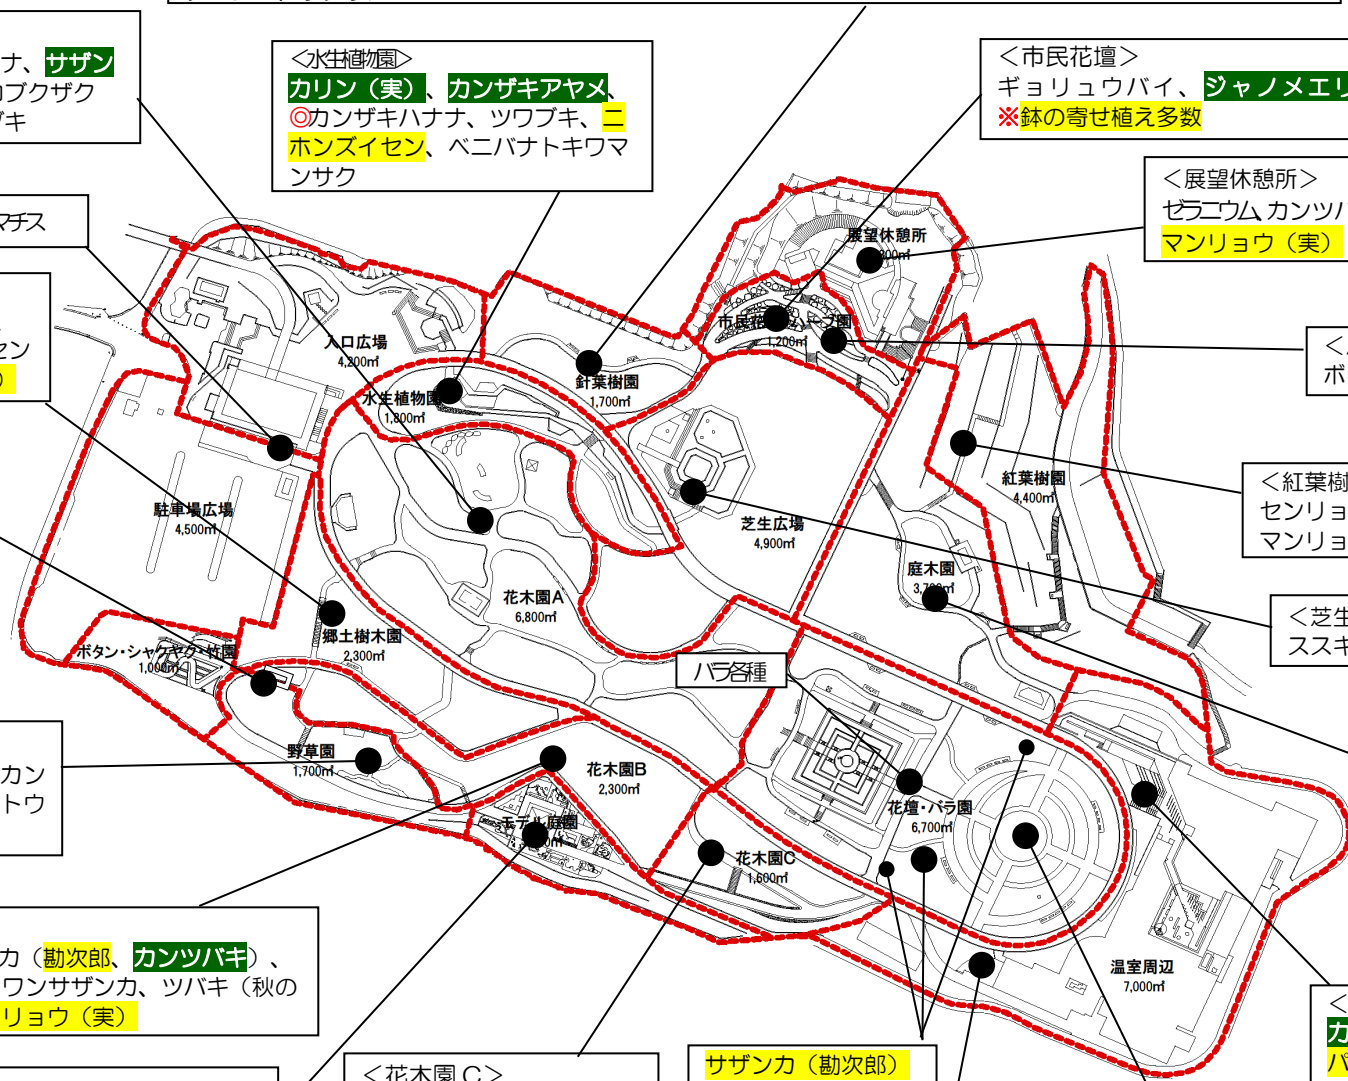 ナ、サザン
カブクザク
ブキ
＜水生植物園＞
カリン（実）、カンザキアヤメ、
◎カンザキハナナ、ツワブキ、ニ
ホンズイセン、ベニバナトキワマ
ンサク
＜市民花壇＞
ギョリュウバイ、ジャノメエリ
※鉢の寄せ植え多数
＜展望休憩所＞
ゼラニウム、カンツバ
マンリョウ（実）
マチス
セン
）
展望休憩所
300㎡
入口広場
4,200㎡
針葉樹園
1,700㎡
水生植物園
1,800㎡
1,200㎡
ボ
紅葉樹園
4,400㎡
＜紅葉樹
センリョ
マンリョ
駐車場広場
4,500㎡
芝生広場
4,900㎡
庭木園
花木園A
6,800㎡
＜芝生
ススキ
郷土樹木園
2,300㎡
ボタン・シャクヤク・竹園
1,000㎡
バラ各種
野草園
1,700㎡
カン
トウ
花木園B
2,300㎡
モデル庭園
花壇・バラ園
6,700㎡
花木園C
1,600㎡
温室周辺
7,000㎡
カ（勘次郎、カンツバキ）、
ワンサザンカ、ツバキ（秋の
リョウ（実）
＜花木園C＞
サザンカ（勘次郎）
＜
カ
パ